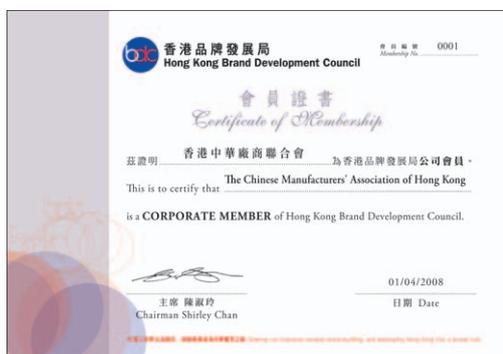 bdc
香港品牌發展局
Hong Kong Brand Development Council
會員編號 0001
Membership No.
會員證書
Certificate of Membership
茲證明 香港中華廠商聯合會 為香港品牌發展局公司會員。
This is to certify that The Chinese Manufacturers' Association of Hong Kong
is a CORPORATE MEMBER of Hong Kong Brand Development Council.
主席 陳淑玲
Chairman Shirley Chan
01/04/2008
日期 Date